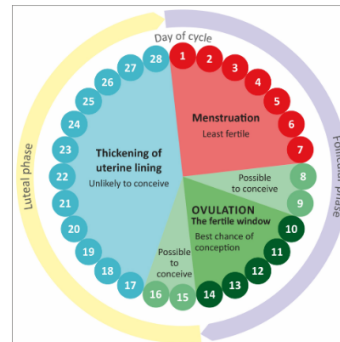 Day of cycle
1
2
3
4
5
6
7
8
9
10
11
12
13
14
15
16
17
18
19
20
21
22
23
24
25
26
27
28
Menstruation
Least fertile
Possible
to conceive
OVULATION
The fertile window
Best chance of
conception
Possible
to
conceive
Thickening of
uterine lining
Unlikely to conceive
Luteal phase
Follicular phase